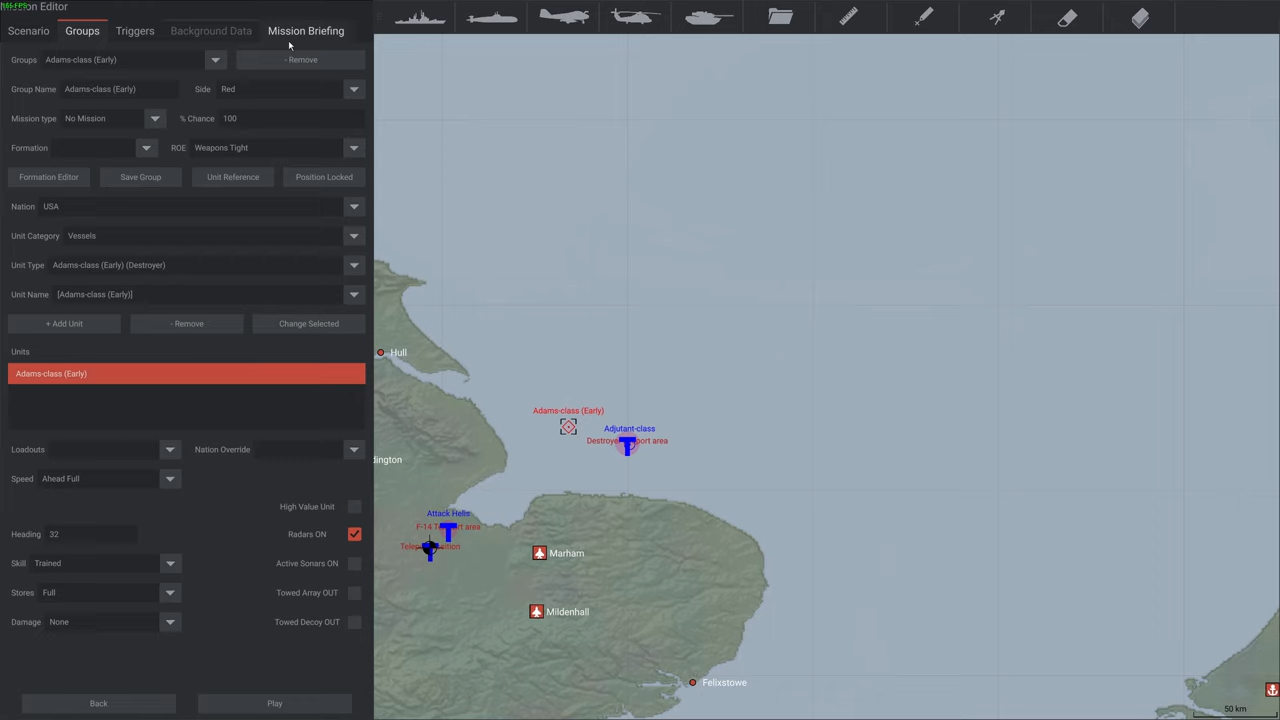 Mission Editor
Scenario
Groups
Triggers
Background Data
Mission Briefing
Groups
Adams-class (Early)
- Remove
Group Name
Adams-class (Early)
Side
Red
Mission type
No Mission
% Chance
100
Formation
ROE
Weapons Tight
Formation Editor
Save Group
Unit Reference
Position Locked
Nation
USA
Unit Category
Vessels
Unit Type
Adams-class (Early) (Destroyer)
Unit Name
[Adams-class (Early)]
+ Add Unit
- Remove
Change Selected
Units
Adams-class (Early)
Loadouts
Nation Override
Speed
Ahead Full
High Value Unit
Heading
32
Radars ON
Skill
Trained
Active Sonars ON
Stores
Full
Towed Array OUT
Damage
None
Towed Decoy OUT
Back
Play
Hull
Adams-class (Early)
Adjutant-class
area
dington
Attack Helis
F-14
area
Marham
Mildenhall
Felixstowe
50 km